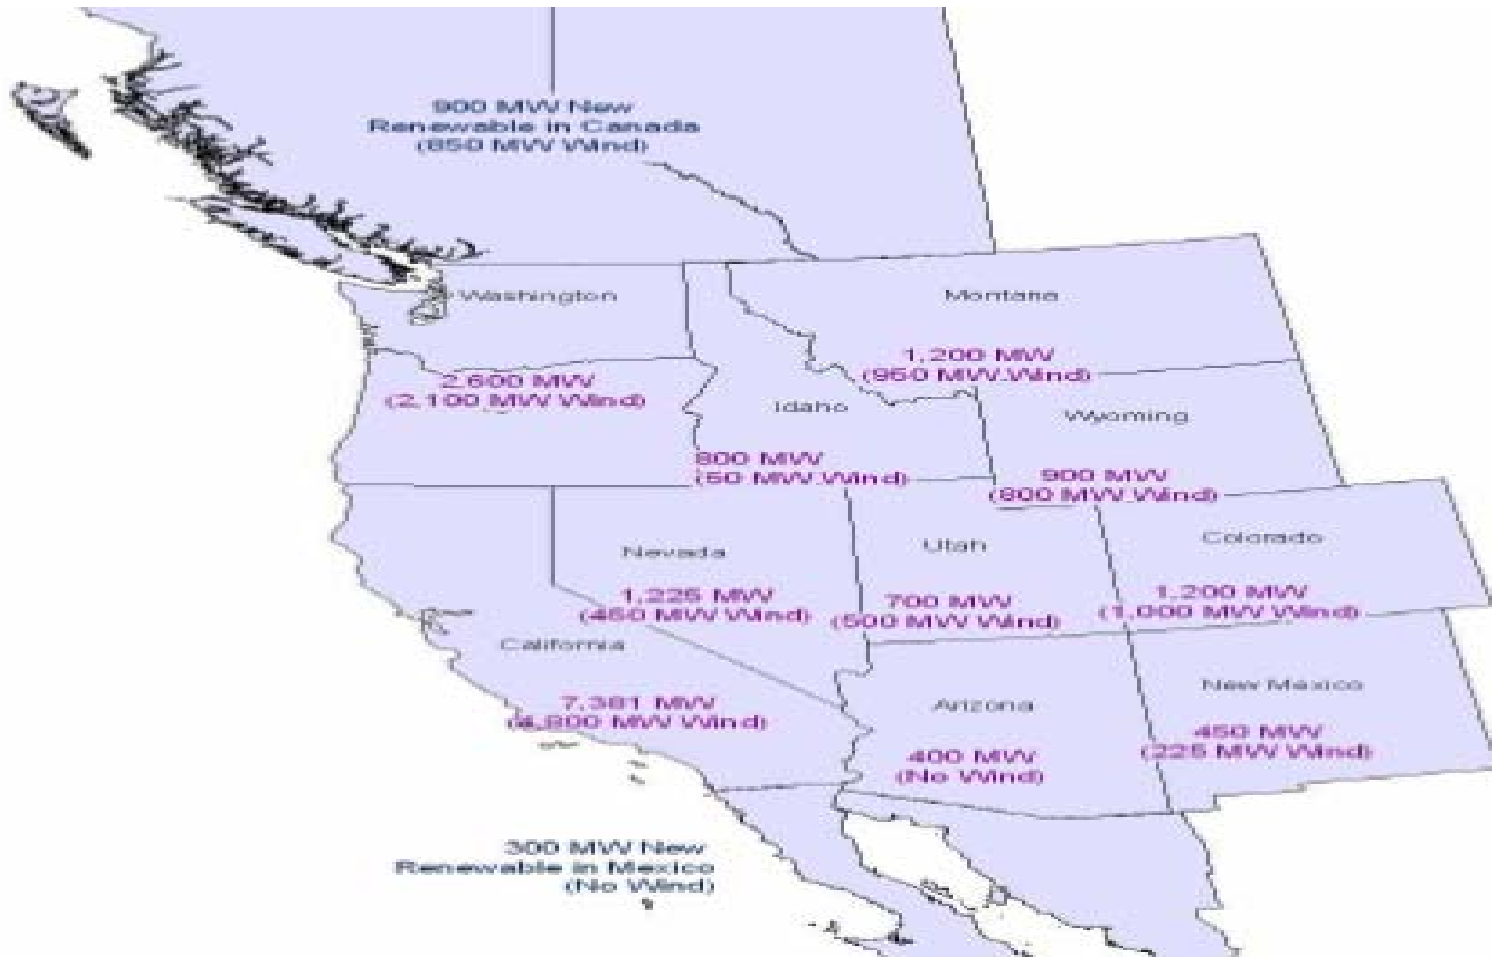 900 MW New
Renewable in Canada
(850 MW Wind)
Washington
Montana
1,200 MW
(950 MW Wind)
2,600 MW
(2,100 MW Wind)
Idaho
Wyoming
800 MW
(50 MW Wind)
900 MW
(800 MW Wind)
Nevada
Utah
Colorado
1,225 MW
(450 MW Wind)
700 MW
(500 MW Wind)
1,200 MW
(1,000 MW Wind)
California
7,381 MW
(4,800 MW Wind)
Arizona
New Mexico
400 MW
(No Wind)
450 MW
(225 MW Wind)
300 MW New
Renewable in Mexico
(No Wind)